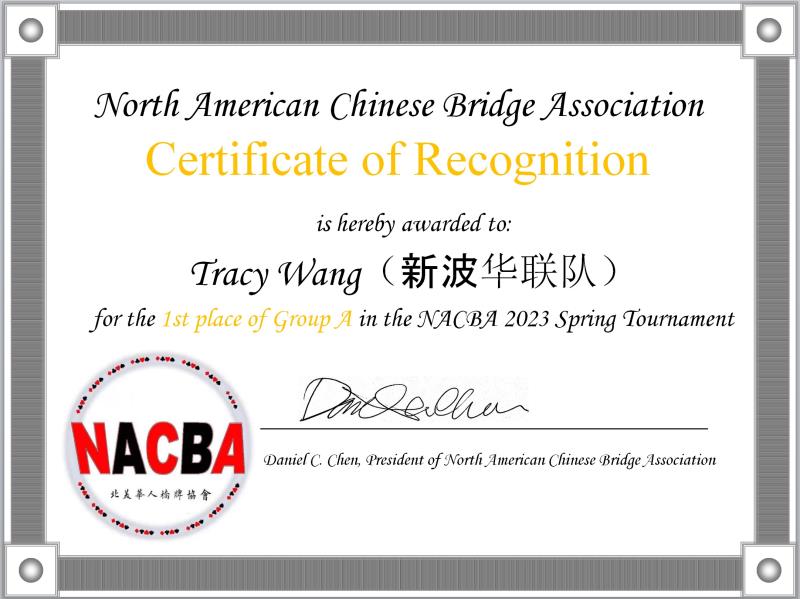 North American Chinese Bridge Association
Certificate of Recognition
is hereby awarded to:
Tracy Wang（新波华联队）
for the 1st place of Group A in the NACBA 2023 Spring Tournament
NACBA
北美華人橋牌協會
Daniel C. Chen, President of North American Chinese Bridge Association